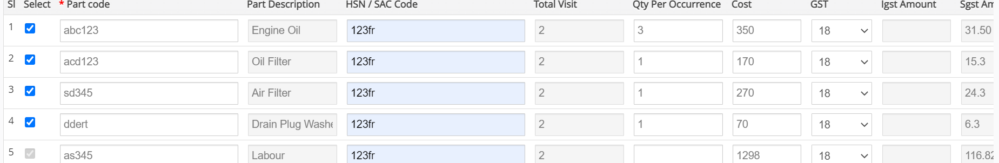 Sl Select * Part code Part Description HSN / SAC Code Total Visit Qty Per Occurrence Cost GST Igst Amount Sgst Am
1 abc123 Engine Oil 123fr 2 3 350 18 31.50
2 acd123 Oil Filter 123fr 2 1 170 18 15.3
3 sd345 Air Filter 123fr 2 1 270 18 24.3
4 ddert Drain Plug Washe 123fr 2 1 70 18 6.3
5 as345 Labour 123fr 2 1298 18 116.82